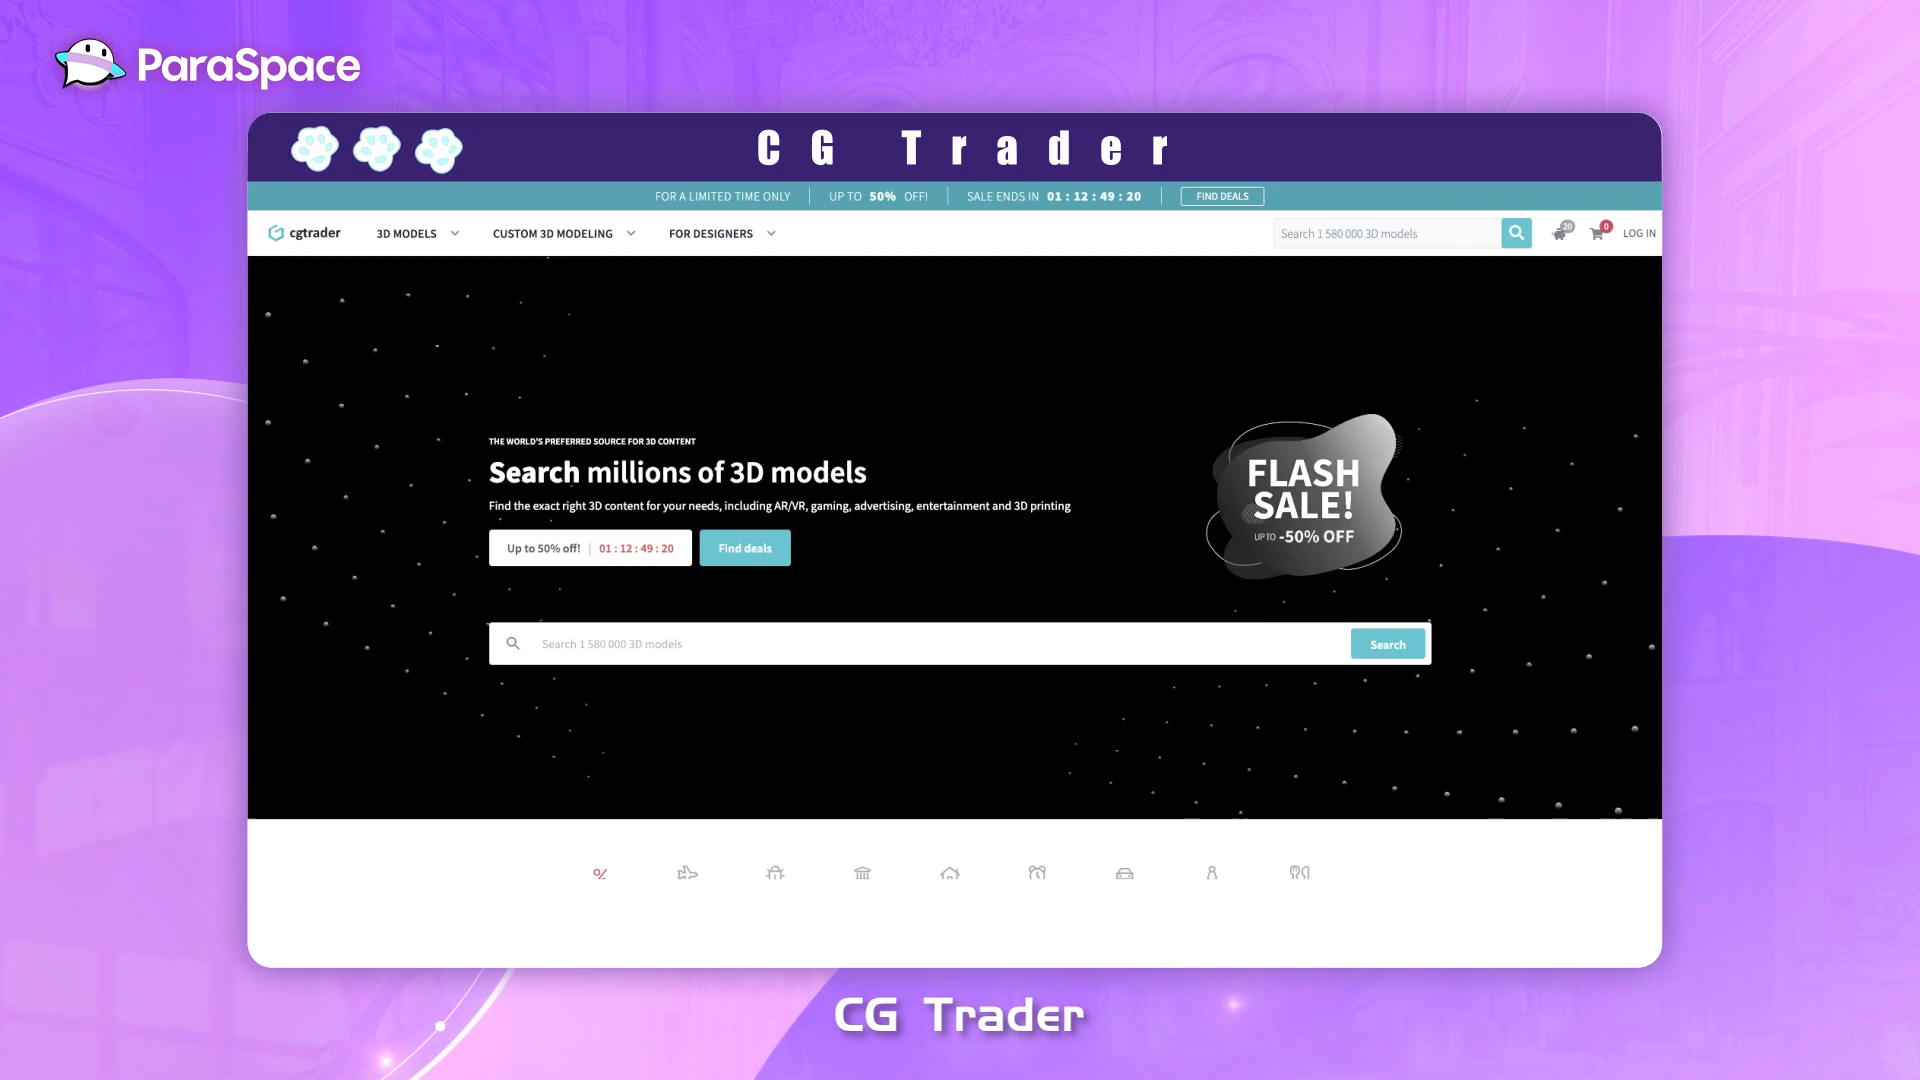 ParaSpace
CG Trader
FOR A LIMITED TIME ONLY
UP TO 50% OFF!
SALE ENDS IN 01 : 12 : 49 : 20
FIND DEALS
cgtrader
3D MODELS
CUSTOM 3D MODELING
FOR DESIGNERS
Search 1 580 000 3D models
20
0
LOG IN
THE WORLD'S PREFERRED SOURCE FOR 3D CONTENT
Search millions of 3D models
Find the exact right 3D content for your needs, including AR/VR, gaming, advertising, entertainment and 3D printing
Up to 50% off! | 01 : 12 : 49 : 20
Find deals
FLASH
SALE!
UP TO -50% OFF
Search 1 580 000 3D models
Search
CG Trader